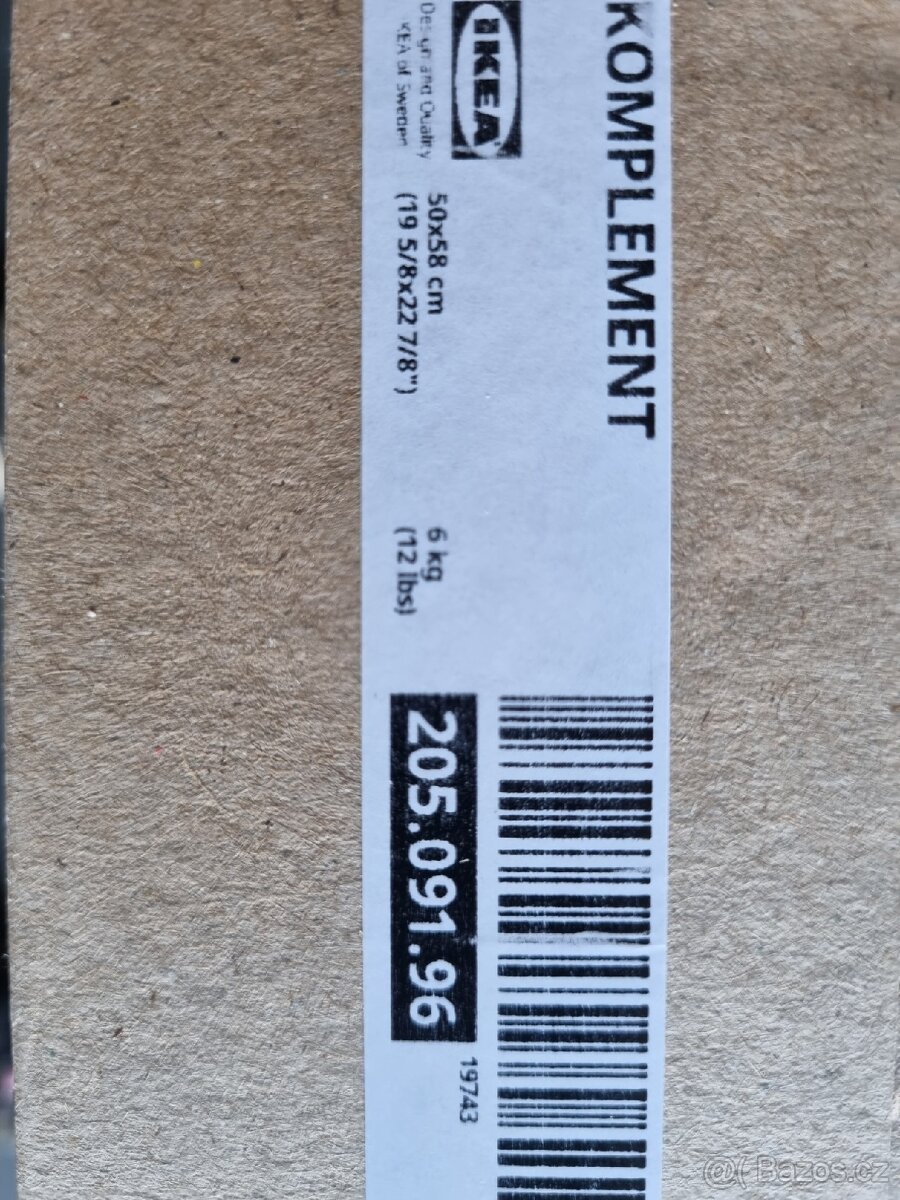 KOMPLEMENT
IKEA
Design and Quality
IKEA of Sweden
50x58 cm
(19 5/8x22 7/8")
6 kg
(12 lbs)
205.091.96
19743
@( Bazos.cz